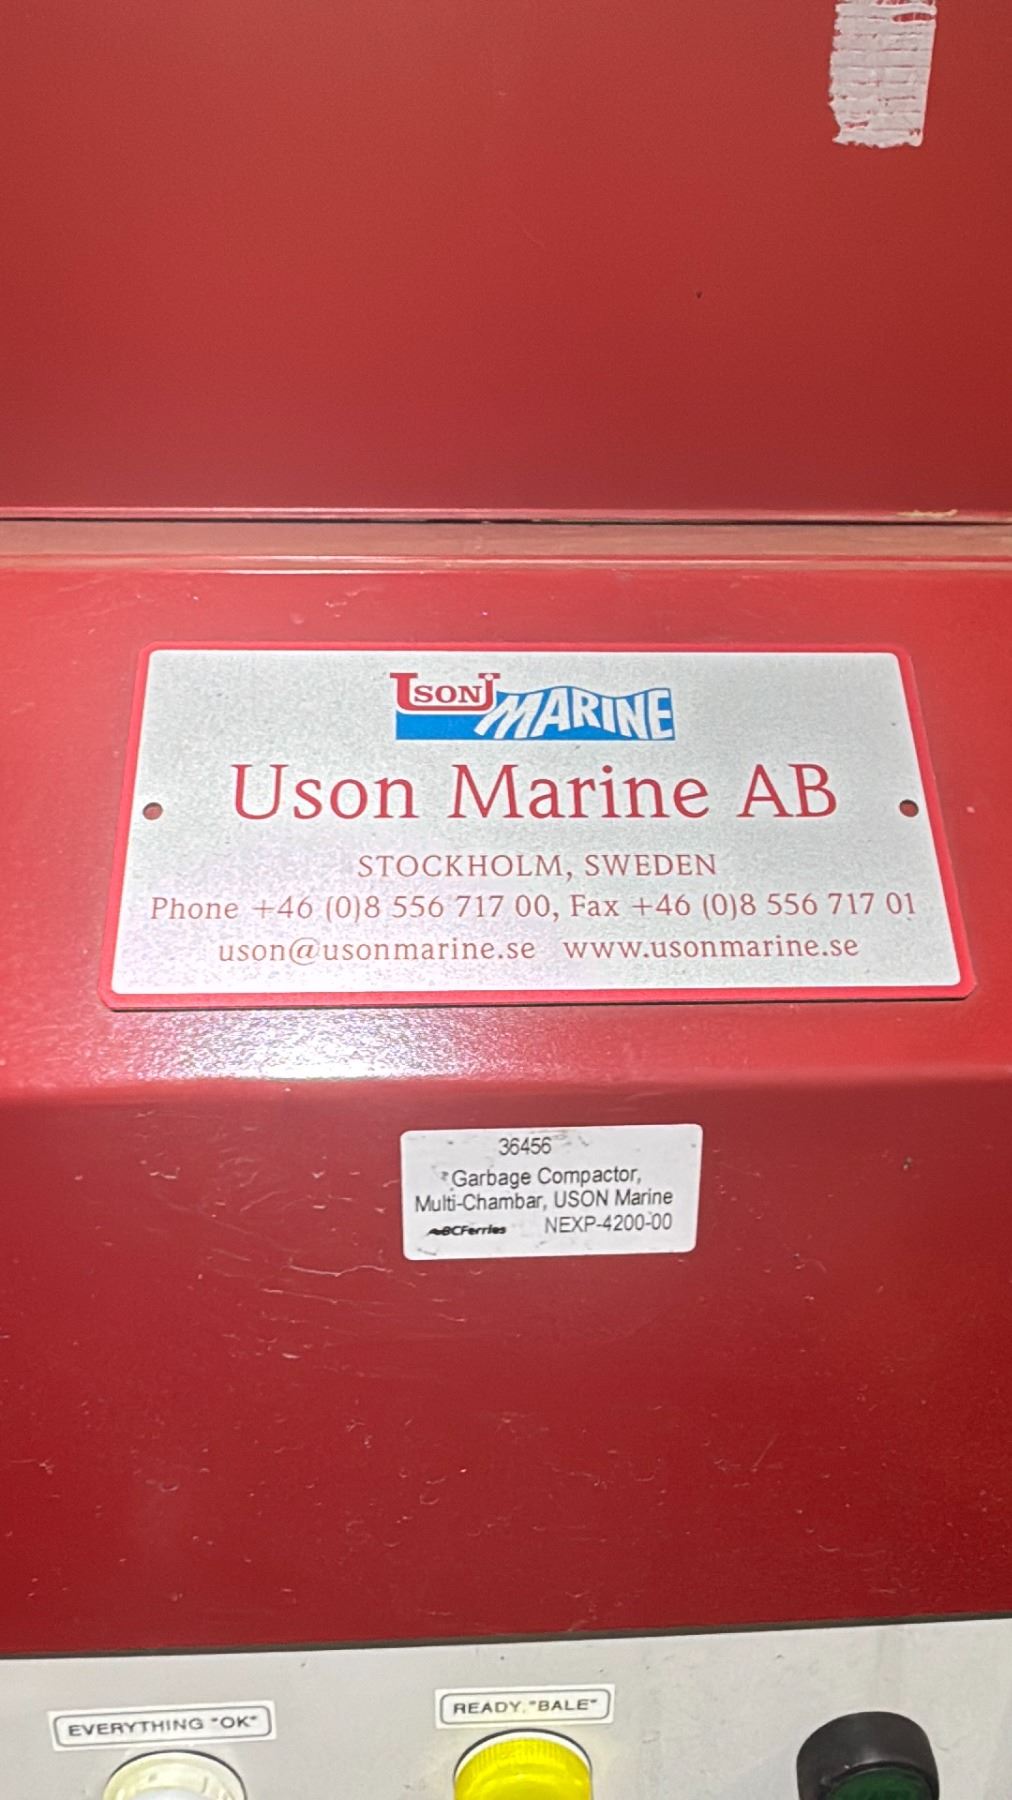 USON MARINE
Uson Marine AB
STOCKHOLM, SWEDEN
Phone +46 (0)8 556 717 00, Fax +46 (0)8 556 717 01
uson@usonmarine.se www.usonmarine.se
36456
Garbage Compactor,
Multi-Chambar, USON Marine
BCFerries NEXP-4200-00
EVERYTHING "OK"
READY, "BALE"